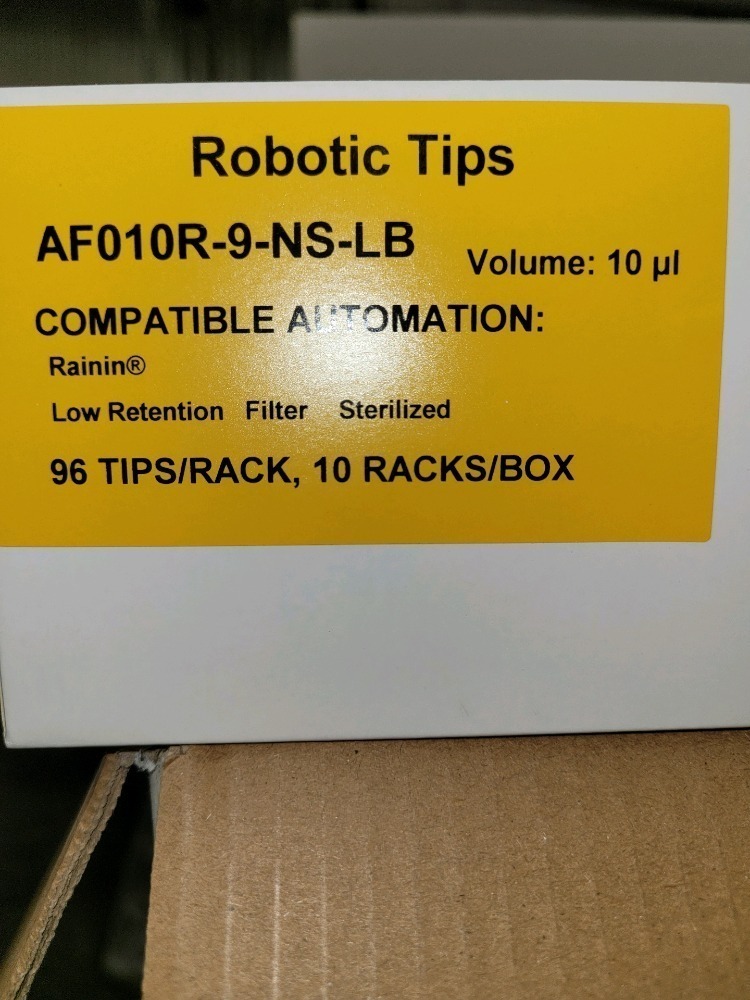 Robotic Tips
AF010R-9-NS-LB Volume: 10 µl
COMPATIBLE AUTOMATION:
Rainin®
Low Retention Filter Sterilized
96 TIPS/RACK, 10 RACKS/BOX